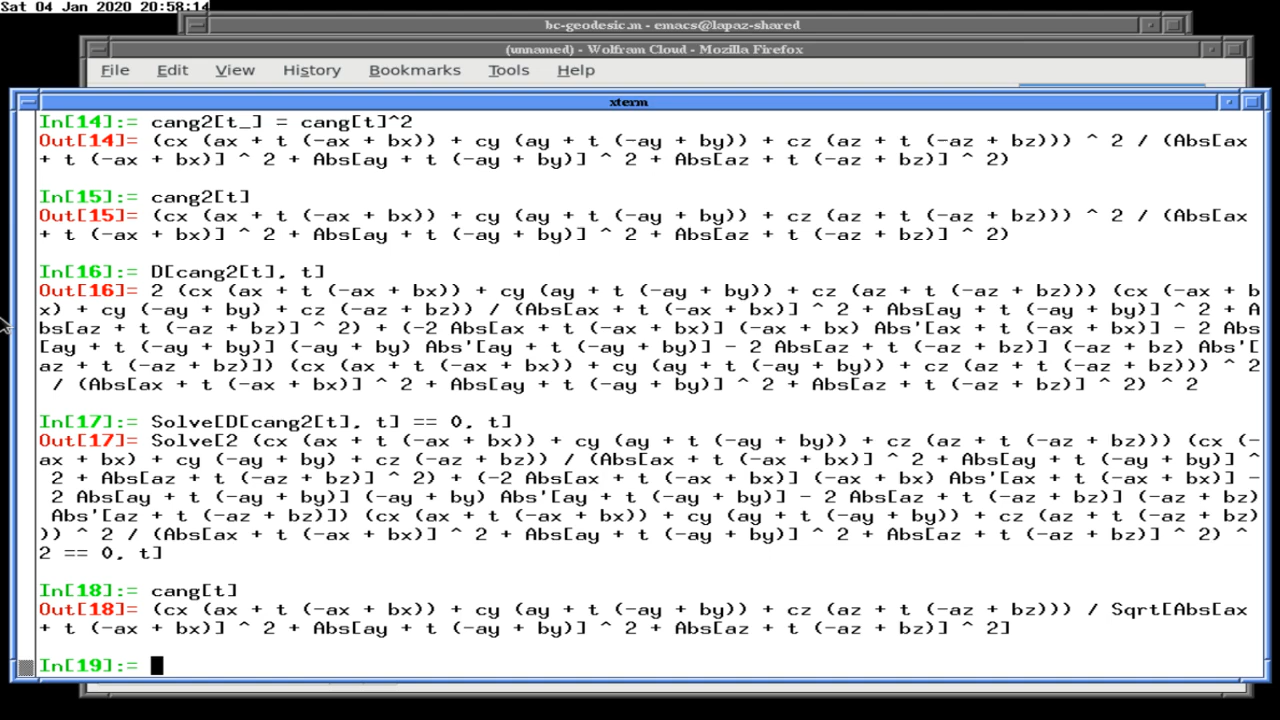 Sat 04 Jan 2020 20:58:14
bc-geodesic.m - emacs@lapaz-shared
(unnamed) - Wolfram Cloud - Mozilla Firefox
File Edit View History Bookmarks Tools Help
xterm
In[14]:= cang2[t_] = cang[t]^2
Out[14]= (cx (ax + t (-ax + bx)) + cy (ay + t (-ay + by)) + cz (az + t (-az + bz))) ^ 2 / (Abs[ax
+ t (-ax + bx)] ^ 2 + Abs[ay + t (-ay + by)] ^ 2 + Abs[az + t (-az + bz)] ^ 2)
In[15]:= cang2[t]
Out[15]= (cx (ax + t (-ax + bx)) + cy (ay + t (-ay + by)) + cz (az + t (-az + bz))) ^ 2 / (Abs[ax
+ t (-ax + bx)] ^ 2 + Abs[ay + t (-ay + by)] ^ 2 + Abs[az + t (-az + bz)] ^ 2)
In[16]:= D[cang2[t], t]
Out[16]= 2 (cx (ax + t (-ax + bx)) + cy (ay + t (-ay + by)) + cz (az + t (-az + bz))) (cx (-ax + b
x) + cy (-ay + by) + cz (-az + bz)) / (Abs[ax + t (-ax + bx)] ^ 2 + Abs[ay + t (-ay + by)] ^ 2 + A
bs[az + t (-az + bz)] ^ 2) + (-2 Abs[ax + t (-ax + bx)] (-ax + bx) Abs'[ax + t (-ax + bx)] - 2 Abs
[ay + t (-ay + by)] (-ay + by) Abs'[ay + t (-ay + by)] - 2 Abs[az + t (-az + bz)] (-az + bz) Abs'[
az + t (-az + bz)]) (cx (ax + t (-ax + bx)) + cy (ay + t (-ay + by)) + cz (az + t (-az + bz))) ^ 2
/ (Abs[ax + t (-ax + bx)] ^ 2 + Abs[ay + t (-ay + by)] ^ 2 + Abs[az + t (-az + bz)] ^ 2) ^ 2
In[17]:= Solve[D[cang2[t], t] == 0, t]
Out[17]= Solve[2 (cx (ax + t (-ax + bx)) + cy (ay + t (-ay + by)) + cz (az + t (-az + bz))) (cx (-
ax + bx) + cy (-ay + by) + cz (-az + bz)) / (Abs[ax + t (-ax + bx)] ^ 2 + Abs[ay + t (-ay + by)] ^
2 + Abs[az + t (-az + bz)] ^ 2) + (-2 Abs[ax + t (-ax + bx)] (-ax + bx) Abs'[ax + t (-ax + bx)] -
2 Abs[ay + t (-ay + by)] (-ay + by) Abs'[ay + t (-ay + by)] - 2 Abs[az + t (-az + bz)] (-az + bz)
Abs'[az + t (-az + bz)]) (cx (ax + t (-ax + bx)) + cy (ay + t (-ay + by)) + cz (az + t (-az + bz)
)) ^ 2 / (Abs[ax + t (-ax + bx)] ^ 2 + Abs[ay + t (-ay + by)] ^ 2 + Abs[az + t (-az + bz)] ^ 2) ^
2 == 0, t]
In[18]:= cang[t]
Out[18]= (cx (ax + t (-ax + bx)) + cy (ay + t (-ay + by)) + cz (az + t (-az + bz))) / Sqrt[Abs[ax
+ t (-ax + bx)] ^ 2 + Abs[ay + t (-ay + by)] ^ 2 + Abs[az + t (-az + bz)] ^ 2]
In[19]:=